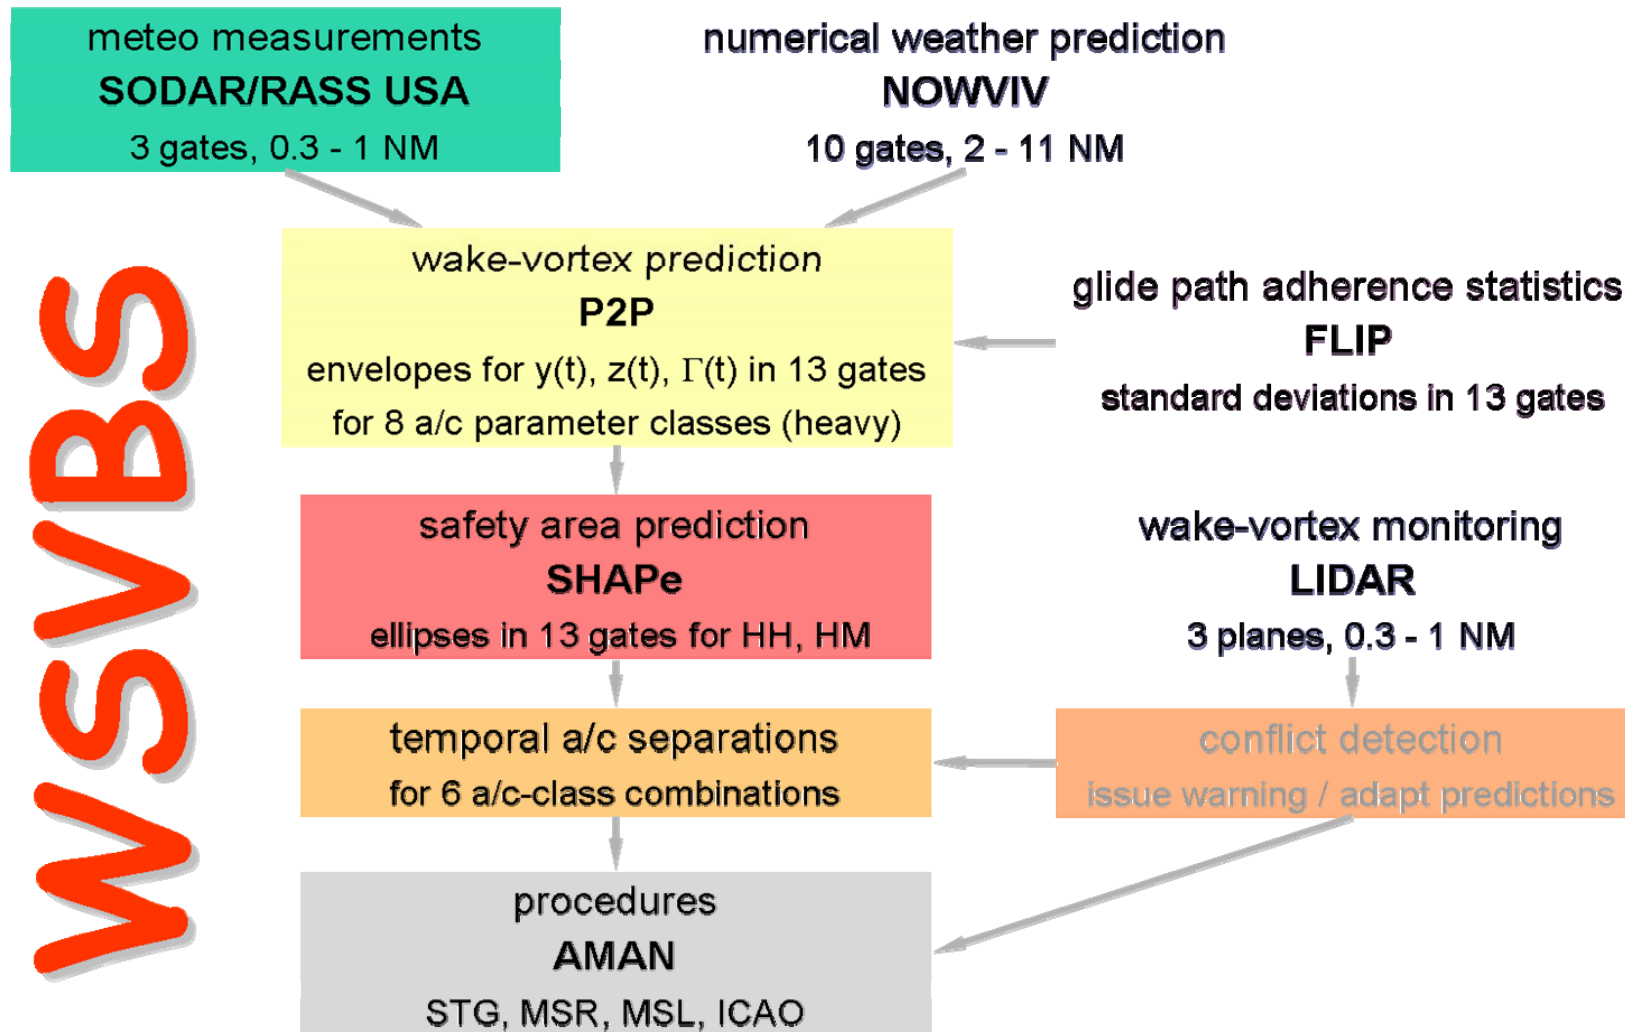 meteo measurements
SODAR/RASS USA
3 gates, 0.3 - 1 NM
numerical weather prediction
NOWVIV
10 gates, 2 - 11 NM
WSVBS
wake-vortex prediction
P2P
envelopes for y(t), z(t), Γ(t) in 13 gates
for 8 a/c parameter classes (heavy)
glide path adherence statistics
FLIP
standard deviations in 13 gates
safety area prediction
SHAPe
ellipses in 13 gates for HH, HM
wake-vortex monitoring
LIDAR
3 planes, 0.3 - 1 NM
temporal a/c separations
for 6 a/c-class combinations
conflict detection
issue warning / adapt predictions
procedures
AMAN
STG, MSR, MSL, ICAO